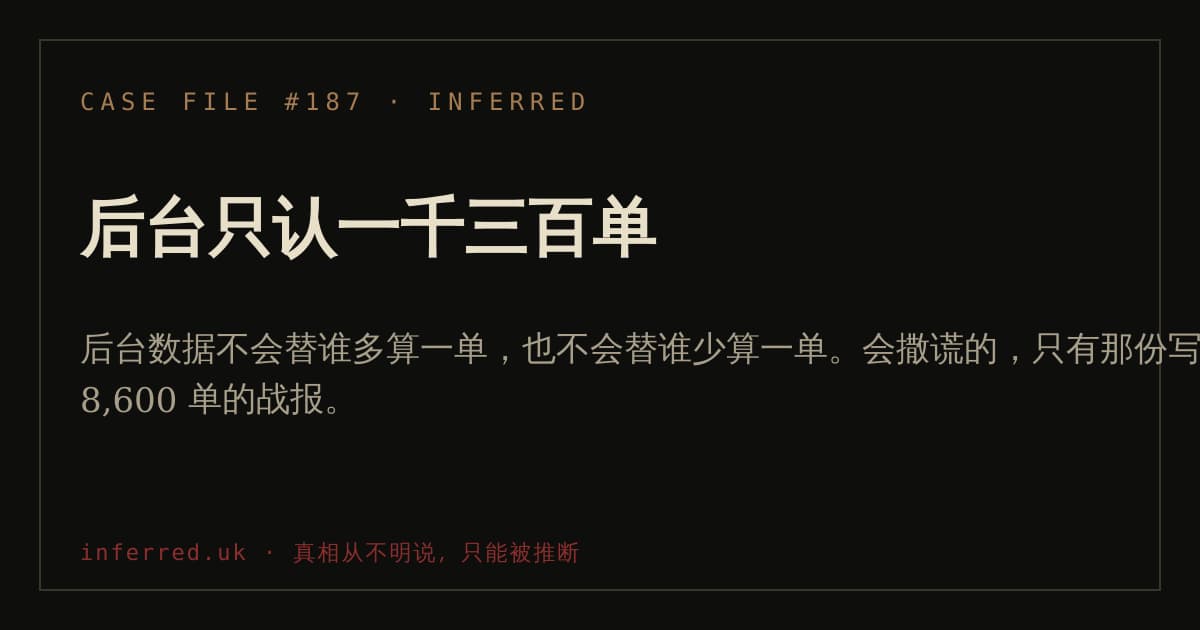 CASE FILE #187 · INFERRED
后台只认一千三百单
后台数据不会替谁多算一单，也不会替谁少算一单。会撒谎的，只有那份写
8,600 单的战报。
inferred.uk · 真相从不明说，只能被推断